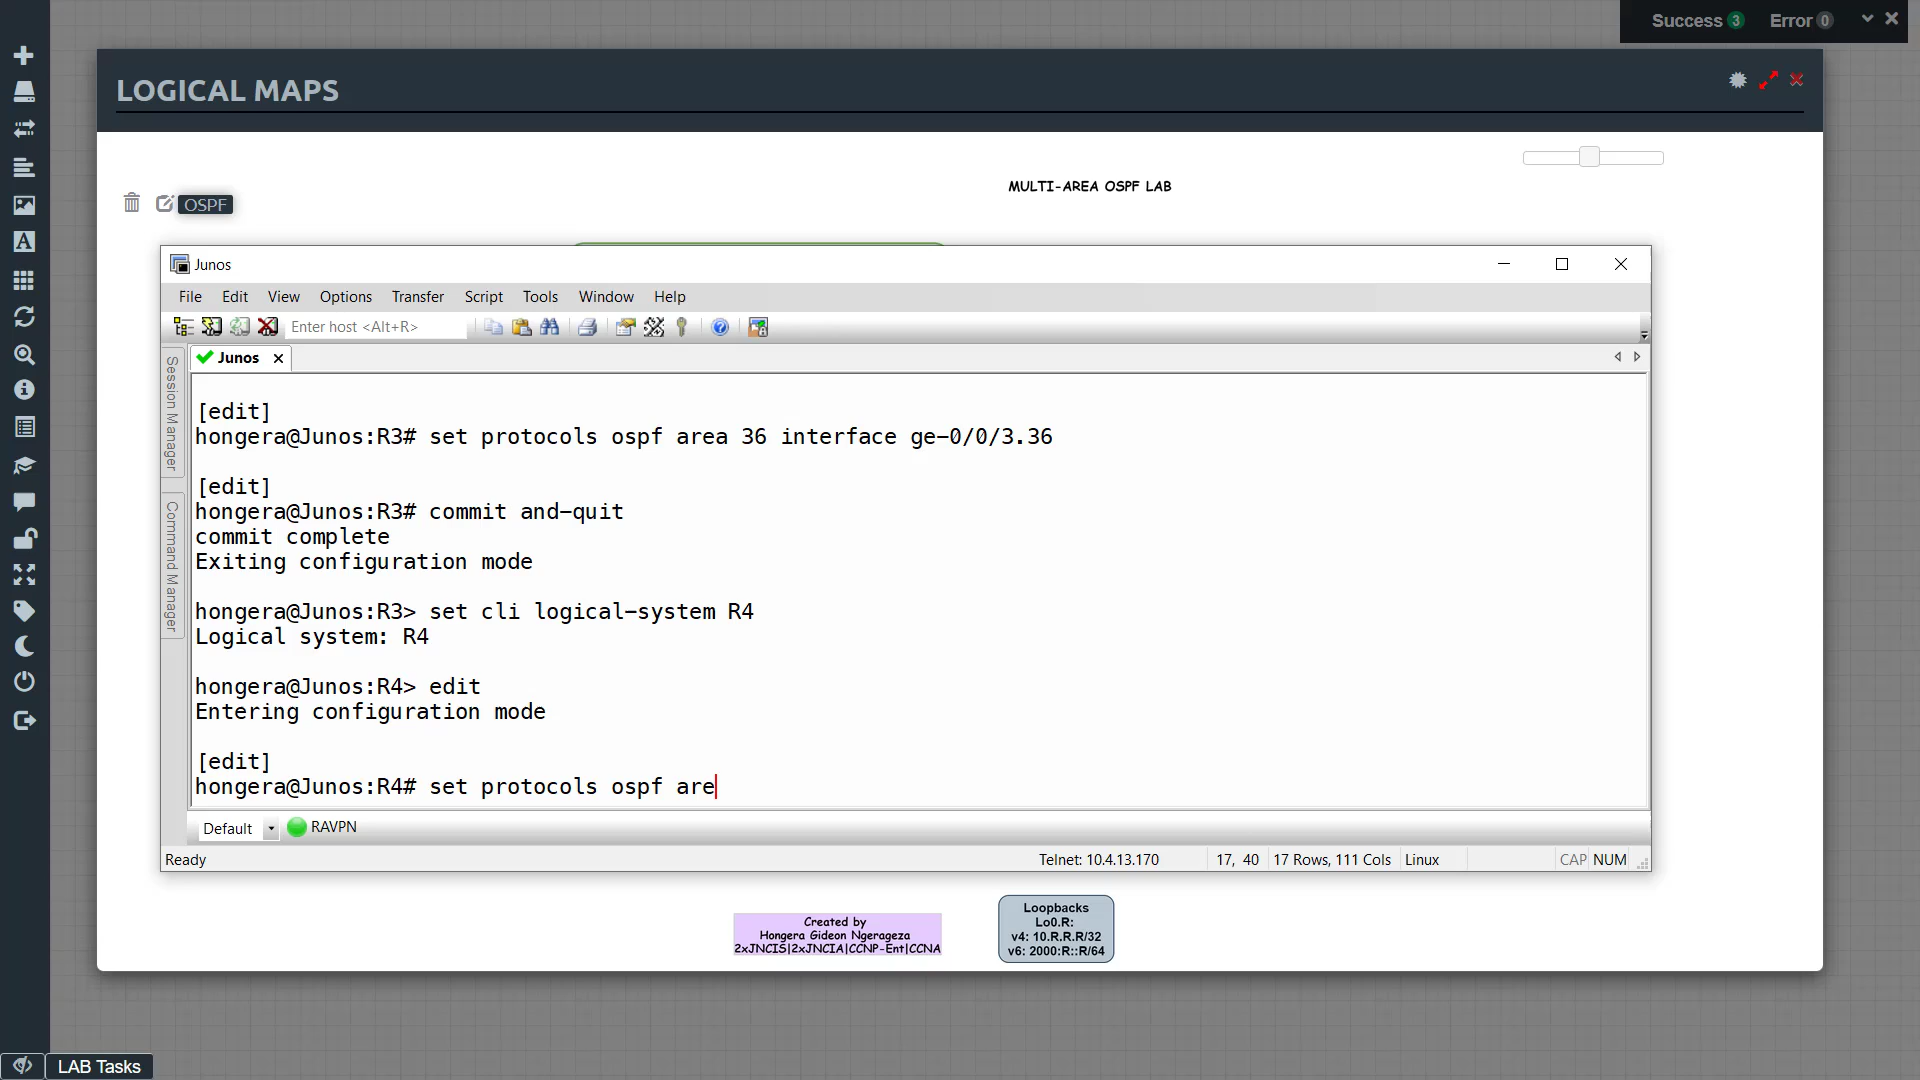 Success 3 Error 0
LOGICAL MAPS
MULTI-AREA OSPF LAB
OSPF
Junos
File Edit View Options Transfer Script Tools Window Help
Enter host <Alt+R>
Junos
Session Manager
Command Manager
[edit]
hongera@Junos:R3# set protocols ospf area 36 interface ge-0/0/3.36
[edit]
hongera@Junos:R3# commit and-quit
commit complete
Exiting configuration mode
hongera@Junos:R3> set cli logical-system R4
Logical system: R4
hongera@Junos:R4> edit
Entering configuration mode
[edit]
hongera@Junos:R4# set protocols ospf are
Default RAVPN
Ready Telnet: 10.4.13.170 17, 40 17 Rows, 111 Cols Linux CAP NUM
Created by
Hongera Gideon Ngerageza
2xJNCIS|2xJNCIA|CCNP-Ent|CCNA
Loopbacks
Lo0.R:
v4: 10.R.R.R/32
v6: 2000:R::R/64
LAB Tasks